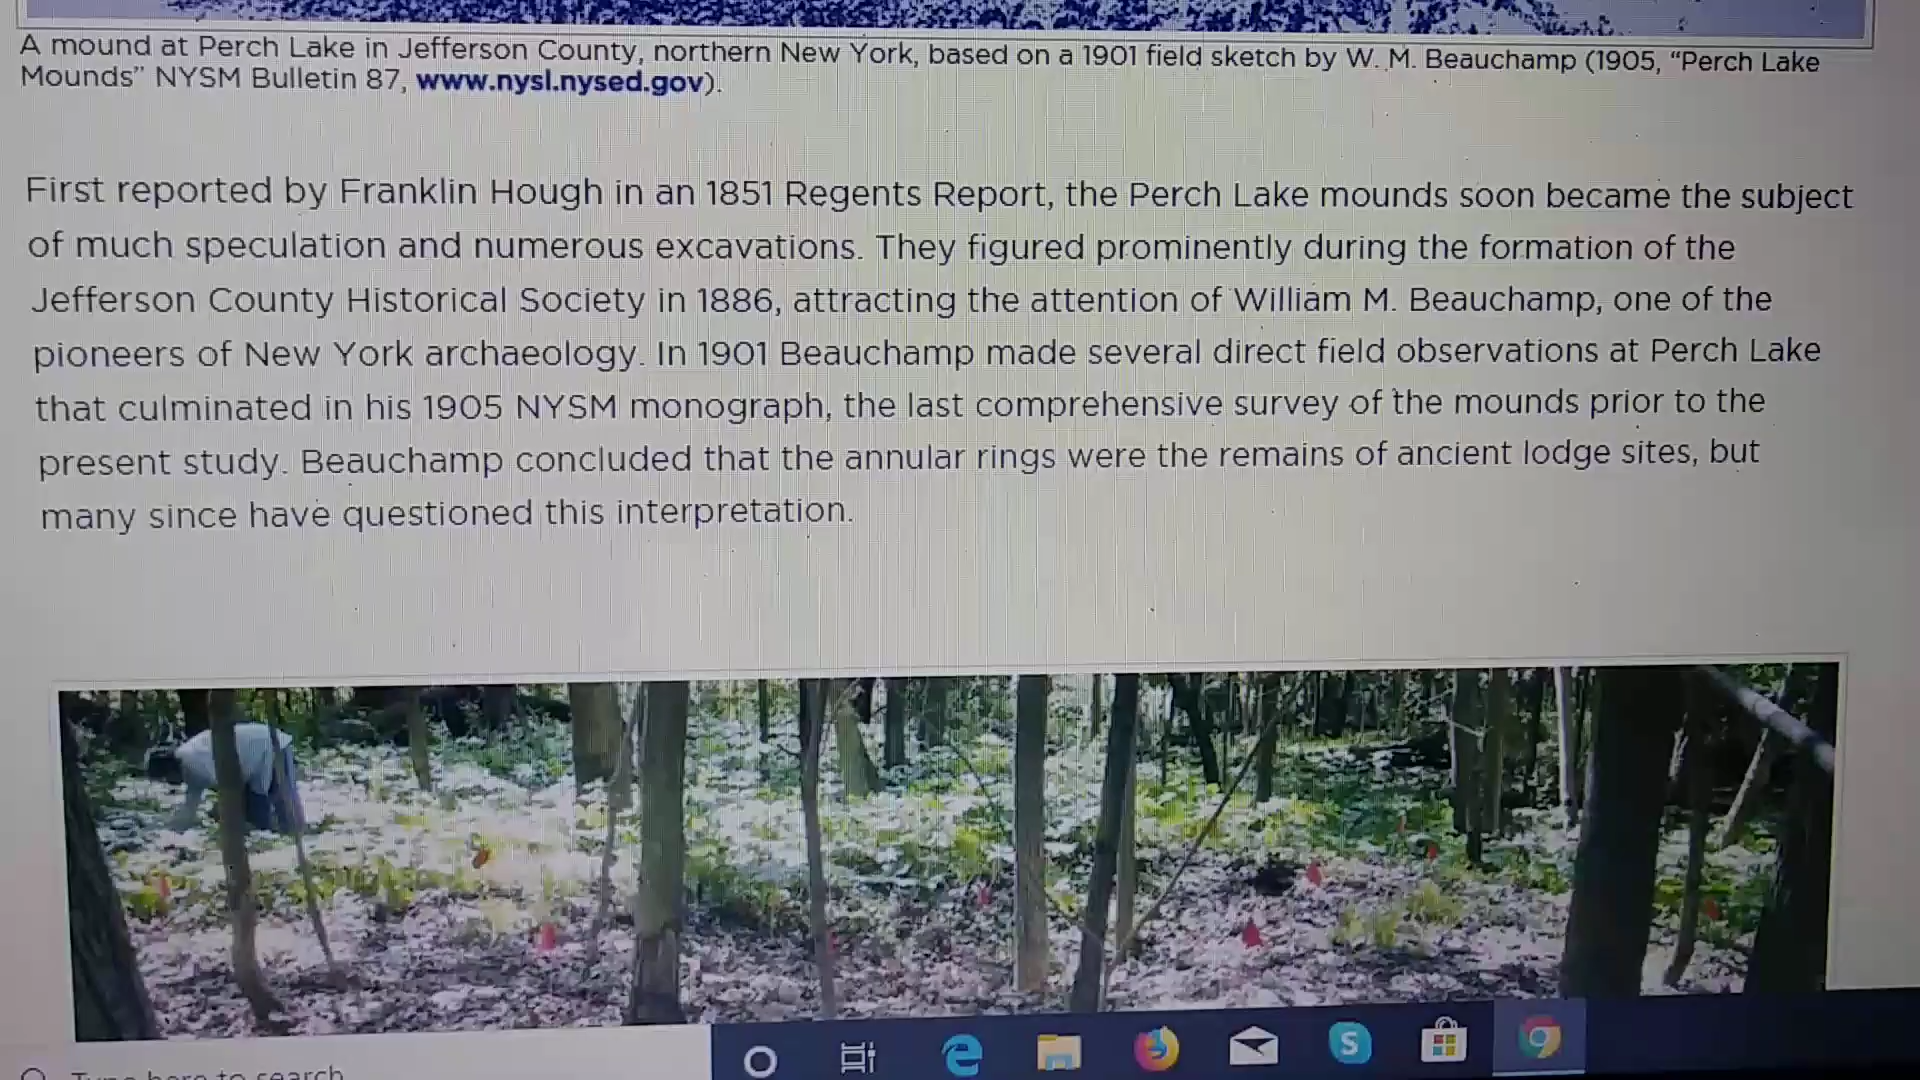 A mound at Perch Lake in Jefferson County, northern New York, based on a 1901 field sketch by W. M. Beauchamp (1905, “Perch Lake
Mounds” NYSM Bulletin 87, www.nysl.nysed.gov).
First reported by Franklin Hough in an 1851 Regents Report, the Perch Lake mounds soon became the subject
of much speculation and numerous excavations. They figured prominently during the formation of the
Jefferson County Historical Society in 1886, attracting the attention of William M. Beauchamp, one of the
pioneers of New York archaeology. In 1901 Beauchamp made several direct field observations at Perch Lake
that culminated in his 1905 NYSM monograph, the last comprehensive survey of the mounds prior to the
present study. Beauchamp concluded that the annular rings were the remains of ancient lodge sites, but
many since have questioned this interpretation.
Type here to search